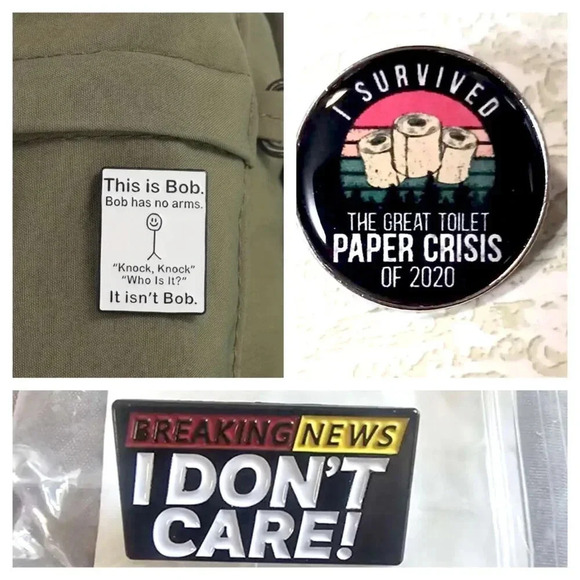 This is Bob.
Bob has no arms.
"Knock, Knock"
"Who Is It?"
It isn't Bob.
I SURVIVED
THE GREAT TOILET
PAPER CRISIS
OF 2020
BREAKING NEWS
I DON'T
CARE!